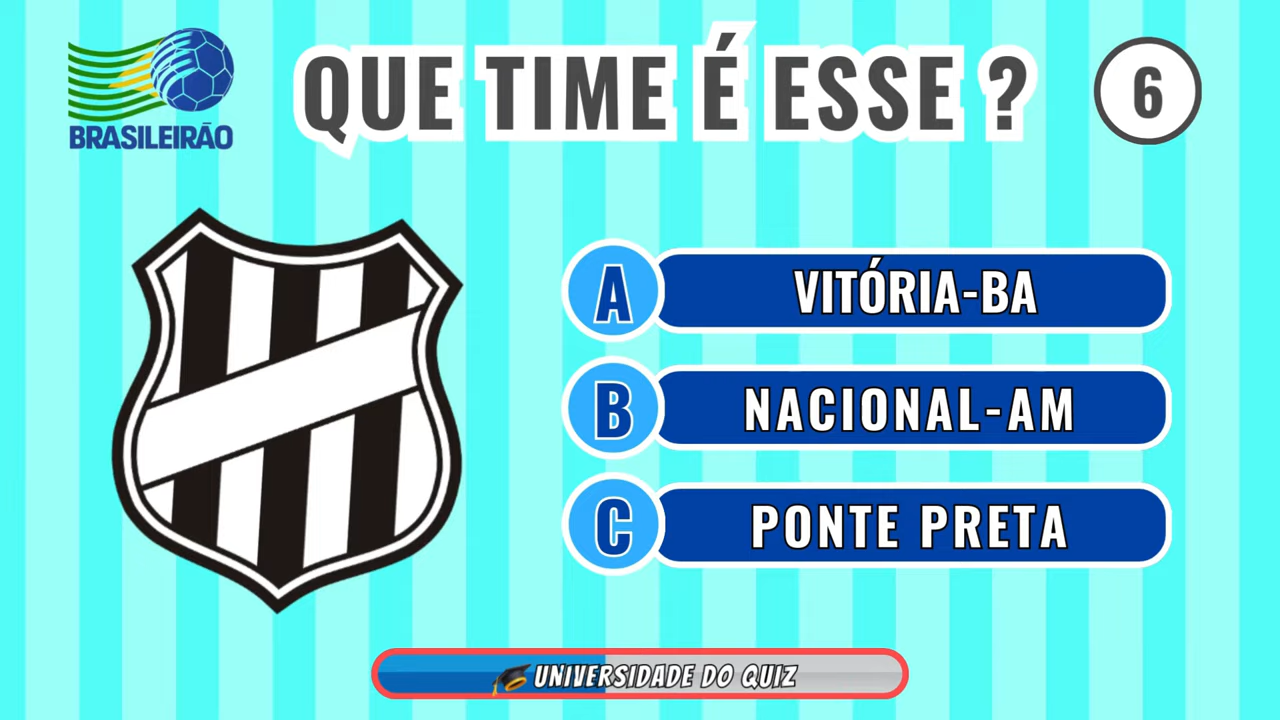 BRASILEIRÃO
QUE TIME É ESSE ?
6
A VITÓRIA-BA
B NACIONAL-AM
C PONTE PRETA
UNIVERSIDADE DO QUIZ